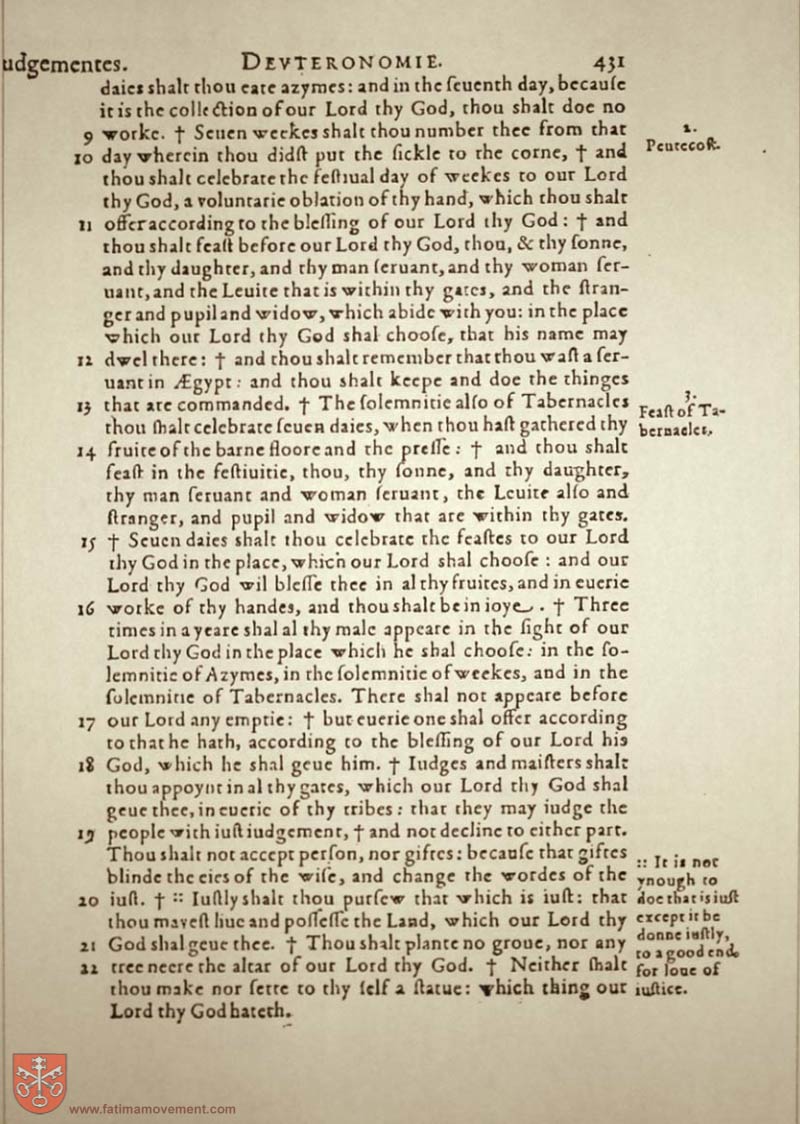 udgementes. DEVTERONOMIE. 431
daies shalt thou eate azymes: and in the ſeuenth day, becauſe
it is the collection of our Lord thy God, thou shalt doe no
9 worke. † Seuen weekes shalt thou number thee from that
2.
Pentecoſt.
10 day wherein thou didſt put the ſickle to the corne, † and
thou shalt celebrate the feſtiual day of weekes to our Lord
thy God, a voluntarie oblation of thy hand, which thou shalt
11 offer according to the bleſſing of our Lord thy God: † and
thou shalt feaſt before our Lord thy God, thou, & thy ſonne,
and thy daughter, and thy man ſeruant, and thy woman ſer-
uant, and the Leuite that is within thy gates, and the ſtran-
ger and pupil and widow, which abide with you: in the place
which our Lord thy God shal chooſe, that his name may
12 dwel there: † and thou shalt remember that thou waſt a ſer-
uant in Ægypt: and thou shalt keepe and doe the thinges
13 that are commanded. † The ſolemnitie alſo of Tabernacles
3.
Feaſt of Ta-
bernacles.
thou shalt celebrate ſeuen daies, when thou haſt gathered thy
14 fruite of the barne floore and the preſſe: † and thou shalt
feaſt in the feſtiuitie, thou, thy ſonne, and thy daughter,
thy man ſeruant and woman ſeruant, the Leuite alſo and
ſtranger, and pupil and widow that are within thy gates.
15 † Seuen daies shalt thou celebrate the feaſtes to our Lord
thy God in the place, which our Lord shal chooſe: and our
Lord thy God wil bleſſe thee in al thy fruites, and in euerie
16 worke of thy handes, and thou shalt be in ioye. † Three
times in a yeare shal al thy male appeare in the ſight of our
Lord thy God in the place which he shal chooſe: in the ſo-
lemnitie of Azymes, in the ſolemnitie of weekes, and in the
ſolemnitie of Tabernacles. There shal not appeare before
17 our Lord any emptie: † but euerie one shal offer according
to that he hath, according to the bleſſing of our Lord his
18 God, which he shal geue him. † Iudges and maiſters shalt
thou appoynt in al thy gates, which our Lord thy God shal
geue thee, in euerie of thy tribes: that they may iudge the
19 people with iuſt iudgement, † and not decline to either part.
Thou shalt not accept perſon, nor giftes: becauſe that giftes
blinde the eies of the wiſe, and change the wordes of the
20 iuſt. † :: Iuſtly shalt thou purſew that which is iuſt: that
thou mayeſt liue and poſſeſſe the Land, which our Lord thy
21 God shal geue thee. † Thou shalt plante no groue, nor any
22 tree neere the altar of our Lord thy God. † Neither shalt
thou make nor ſette to thy ſelf a ſtatue: which thing our
Lord thy God hateth.
:: It is not
ynough to
doe that is iuſt
except it be
donne iuſtly,
to a good end,
for loue of
iuſtice.
www.fatimamovement.com